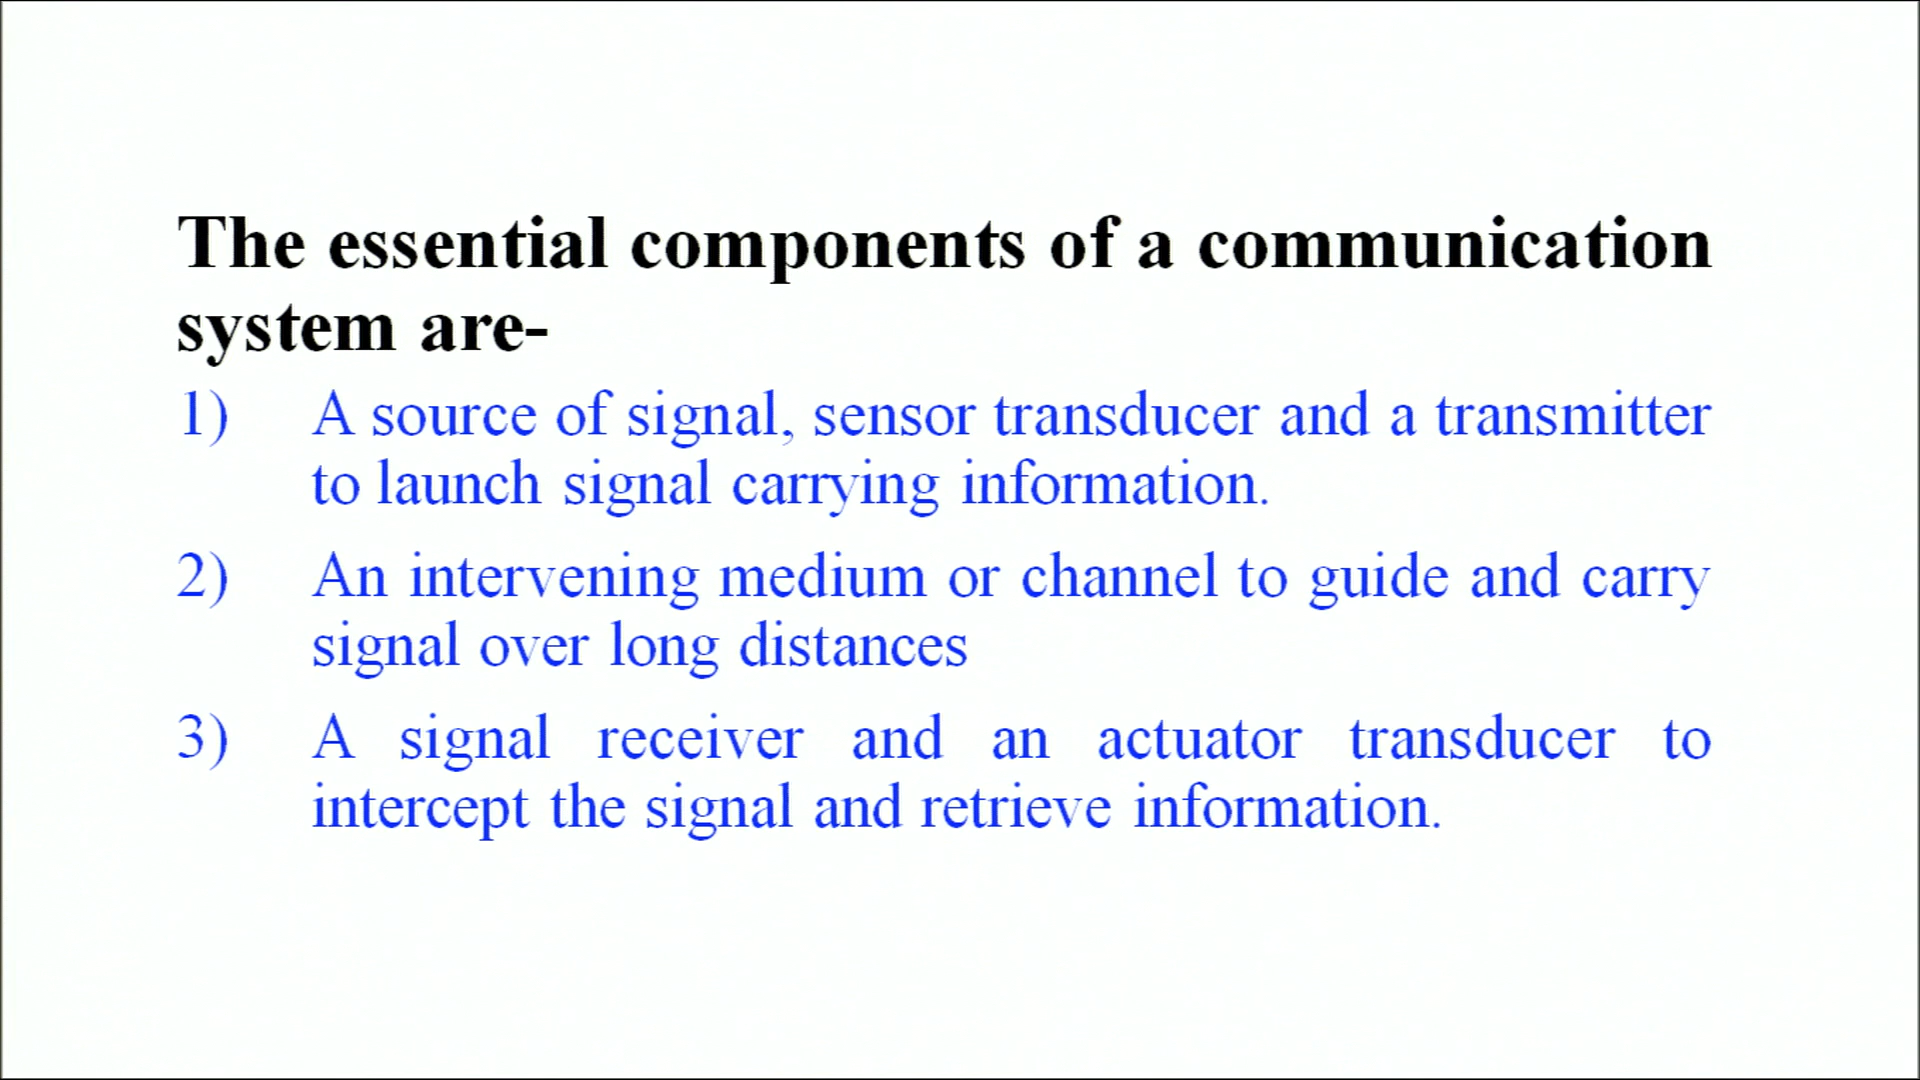 The essential components of a communication
system are-
1) A source of signal, sensor transducer and a transmitter
to launch signal carrying information.
2) An intervening medium or channel to guide and carry
signal over long distances
3) A signal receiver and an actuator transducer to
intercept the signal and retrieve information.